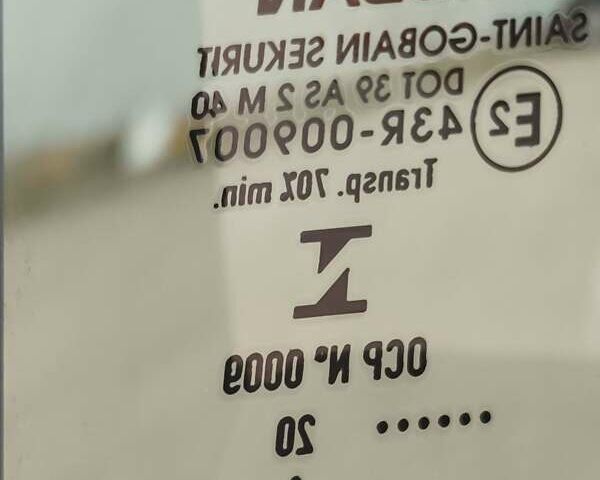 SAINT-GOBAIN SEKURIT
DOT 39 AS 2 M 40
E2 43R-009007
Transp. 70% min.
OCP N° 0009
...... 20